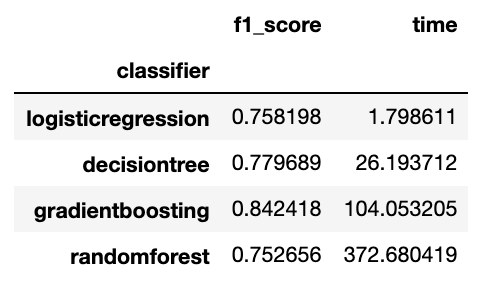 f1_score time
classifier
logisticregression 0.758198 1.798611
decisiontree 0.779689 26.193712
gradientboosting 0.842418 104.053205
randomforest 0.752656 372.680419